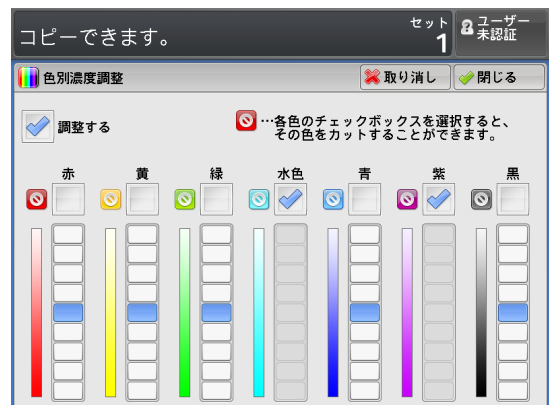 コピーできます。
セット
1
ユーザー
未認証
色別濃度調整
取り消し
閉じる
調整する
…各色のチェックボックスを選択すると、
その色をカットすることができます。
赤 黄 緑 水色 青 紫 黒